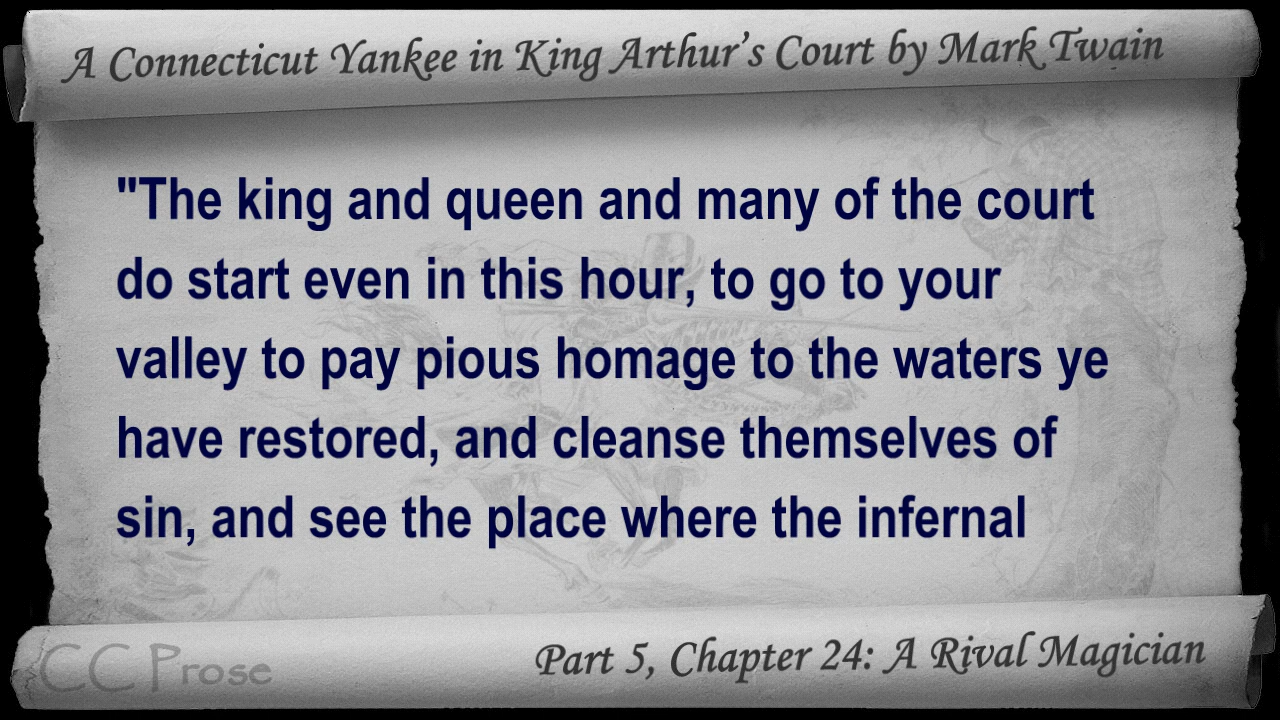 A Connecticut Yankee in King Arthur's Court by Mark Twain
"The king and queen and many of the court
do start even in this hour, to go to your
valley to pay pious homage to the waters ye
have restored, and cleanse themselves of
sin, and see the place where the infernal
CC Prose
Part 5, Chapter 24: A Rival Magician